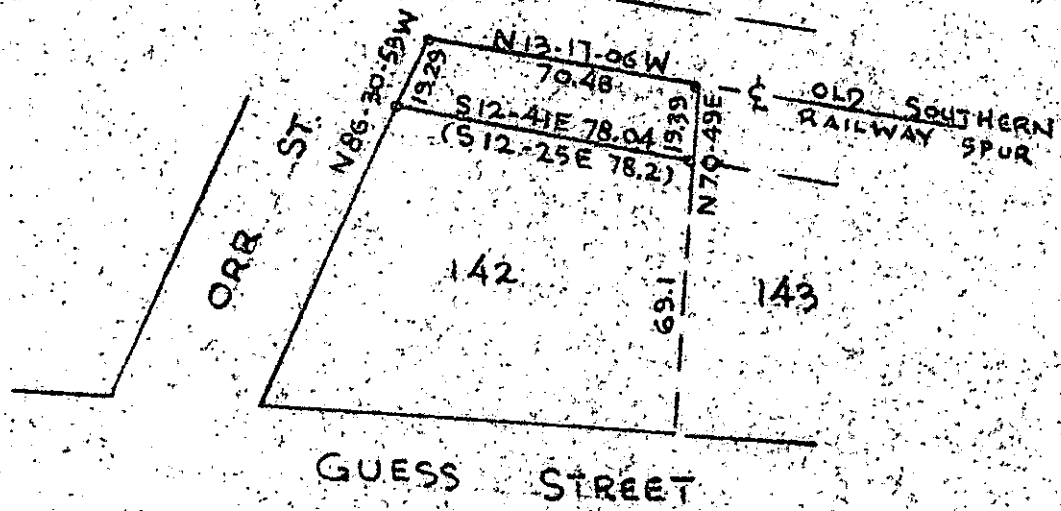 N13-17-06W
70.48
N86-30-53W
19.29
S12-41E 78.04
(S12-25E 78.2)
19.39
N70-49E
℄ OLD SOUTHERN
RAILWAY SPUR
ORR ST.
142
69.1
143
GUESS STREET